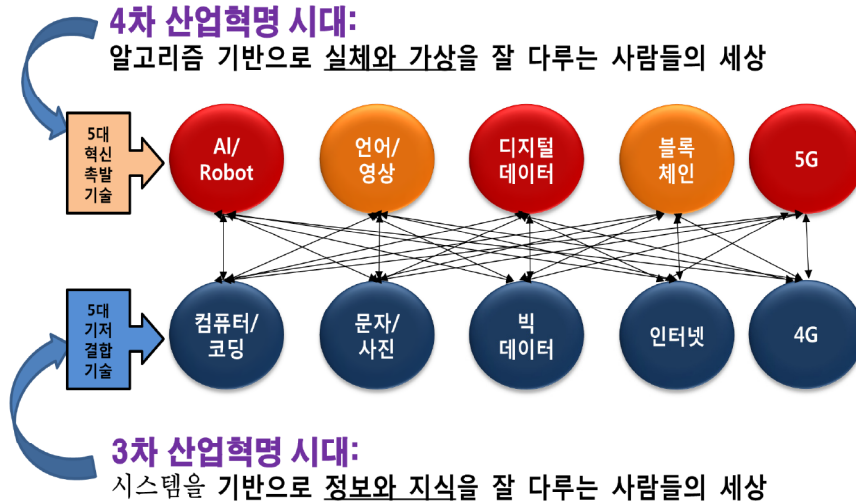 4차 산업혁명 시대:
알고리즘 기반으로 실체와 가상을 잘 다루는 사람들의 세상
5대
혁신
촉발
기술
AI/
Robot
언어/
영상
디지털
데이터
블록
체인
5G
5대
기저
결합
기술
컴퓨터/
코딩
문자/
사진
빅
데이터
인터넷
4G
3차 산업혁명 시대:
시스템을 기반으로 정보와 지식을 잘 다루는 사람들의 세상